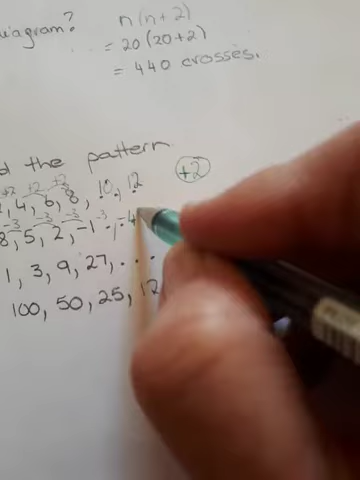 diagram? n(n+2)
= 20(20+2)
= 440 crosses.
the pattern
+2 +2 +2
4, 6, 8, 10, 12 +2
-3 -3 -3 -3
8, 5, 2, -1, -4
1, 3, 9, 27, ...
100, 50, 25, 12